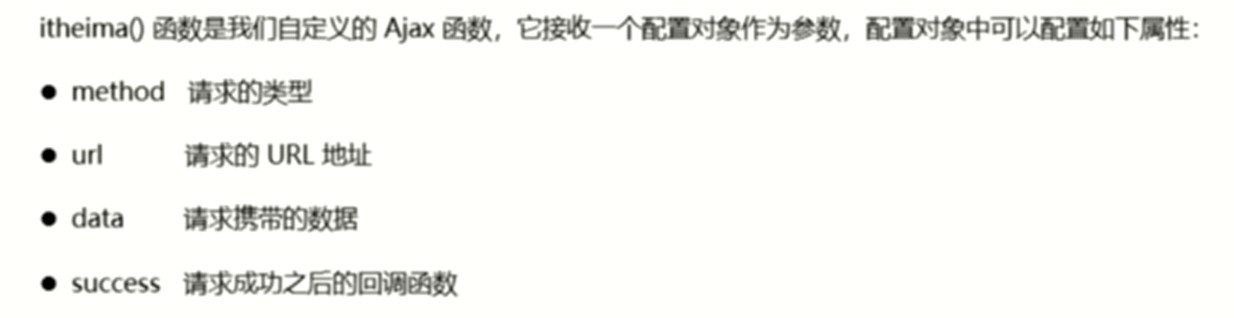 itheima() 函数是我们自定义的 Ajax 函数，它接收一个配置对象作为参数，配置对象中可以配置如下属性：
● method 请求的类型
● url 请求的 URL 地址
● data 请求携带的数据
● success 请求成功之后的回调函数